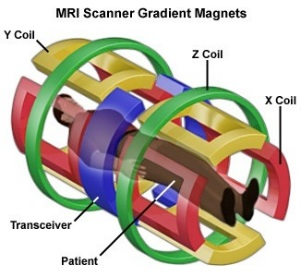 MRI Scanner Gradient Magnets
Y Coil
Z Coil
X Coil
Transceiver
Patient